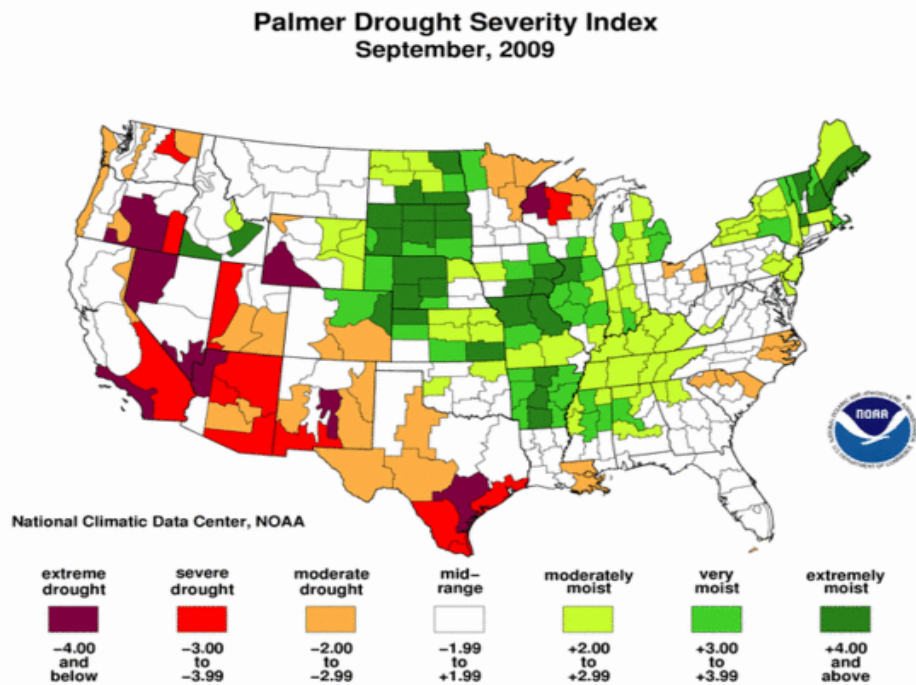 Palmer Drought Severity Index
September, 2009
NOAA
National Climatic Data Center, NOAA
extreme drought
severe drought
moderate drought
mid-range
moderately moist
very moist
extremely moist
-4.00 and below
-3.00 to -3.99
-2.00 to -2.99
-1.99 to +1.99
+2.00 to +2.99
+3.00 to +3.99
+4.00 and above